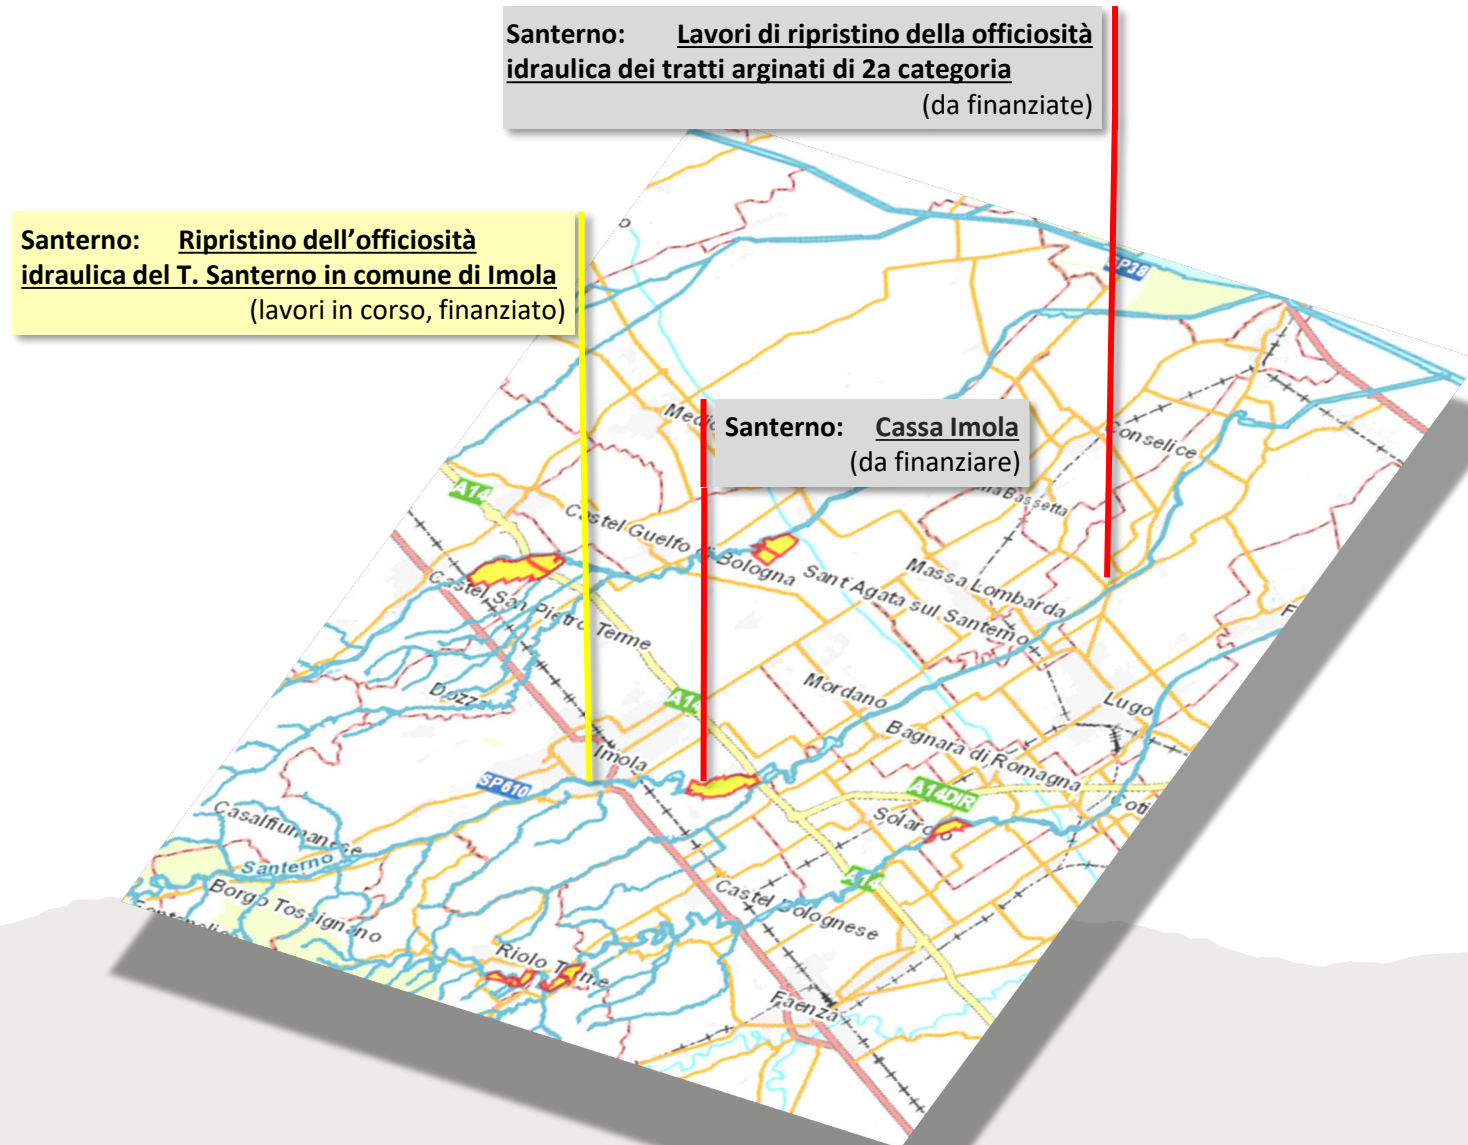 Santerno: Lavori di ripristino della officiosità
idraulica dei tratti arginati di 2a categoria
(da finanziate)
Santerno: Ripristino dell’officiosità
idraulica del T. Santerno in comune di Imola
(lavori in corso, finanziato)
SP38
Santerno: Cassa Imola
(da finanziare)
Conselice
Bassetta
A14
Castel Guelfo di Bologna
Sant'Agata sul Santerno
Massa Lombarda
Castel San Pietro Terme
Dozza
Mordano
Lugo
A14
Imola
Bagnara di Romagna
SP610
A14DIR
Solarolo
Casalfiumanese
Santerno
Borgo Tossignano
Castel Bolognese
A14
Riolo Terme
Faenza